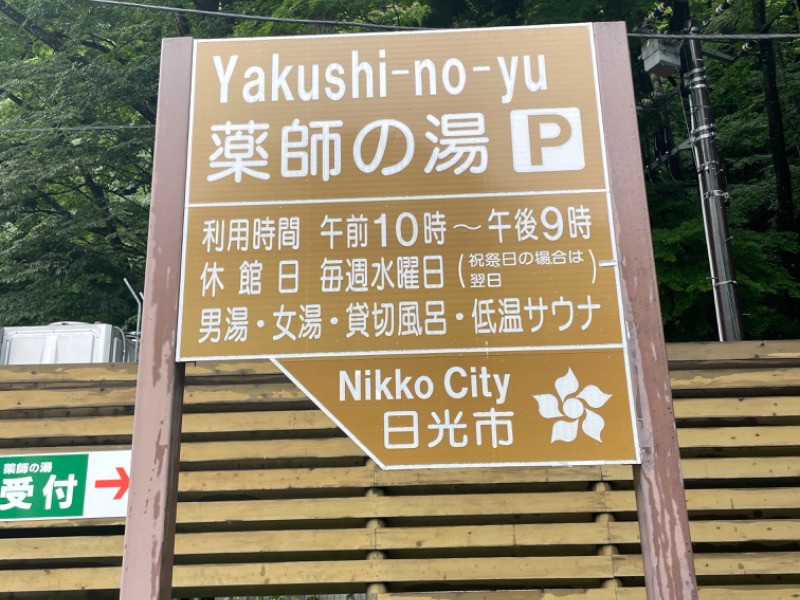 Yakushi-no-yu
薬師の湯 P
利用時間 午前10時～午後9時
休館日 毎週水曜日（祝祭日の場合は
翌日）
男湯・女湯・貸切風呂・低温サウナ
Nikko City
日光市
薬師の湯
受付